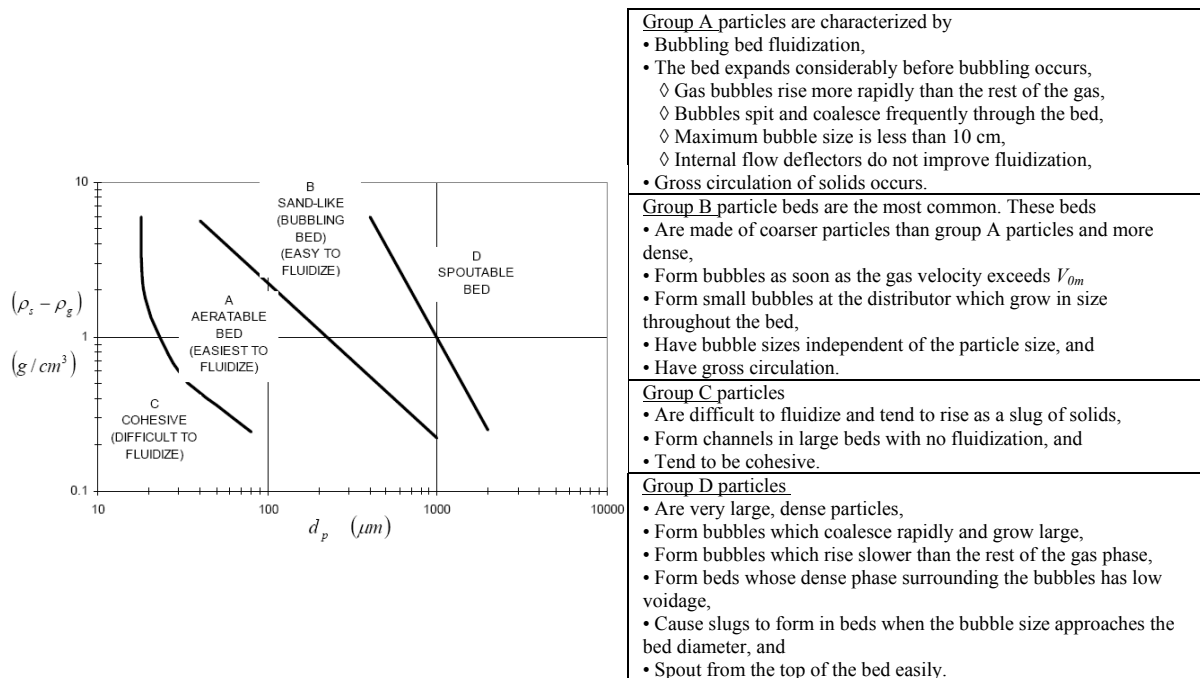 10
1
0.1
10
100
1000
10000
(ρs – ρg)
(g / cm³)
d p (μm)
B
SAND-LIKE
(BUBBLING
BED)
(EASY TO
FLUIDIZE)
D
SPOUTABLE
BED
A
AERATABLE
BED
(EASIEST TO
FLUIDIZE)
C
COHESIVE
(DIFFICULT TO
FLUIDIZE)
Group A particles are characterized by
• Bubbling bed fluidization,
• The bed expands considerably before bubbling occurs,
◊ Gas bubbles rise more rapidly than the rest of the gas,
◊ Bubbles spit and coalesce frequently through the bed,
◊ Maximum bubble size is less than 10 cm,
◊ Internal flow deflectors do not improve fluidization,
• Gross circulation of solids occurs.
Group B particle beds are the most common. These beds
• Are made of coarser particles than group A particles and more
dense,
• Form bubbles as soon as the gas velocity exceeds V0m
• Form small bubbles at the distributor which grow in size
throughout the bed,
• Have bubble sizes independent of the particle size, and
• Have gross circulation.
Group C particles
• Are difficult to fluidize and tend to rise as a slug of solids,
• Form channels in large beds with no fluidization, and
• Tend to be cohesive.
Group D particles
• Are very large, dense particles,
• Form bubbles which coalesce rapidly and grow large,
• Form bubbles which rise slower than the rest of the gas phase,
• Form beds whose dense phase surrounding the bubbles has low
voidage,
• Cause slugs to form in beds when the bubble size approaches the
bed diameter, and
• Spout from the top of the bed easily.